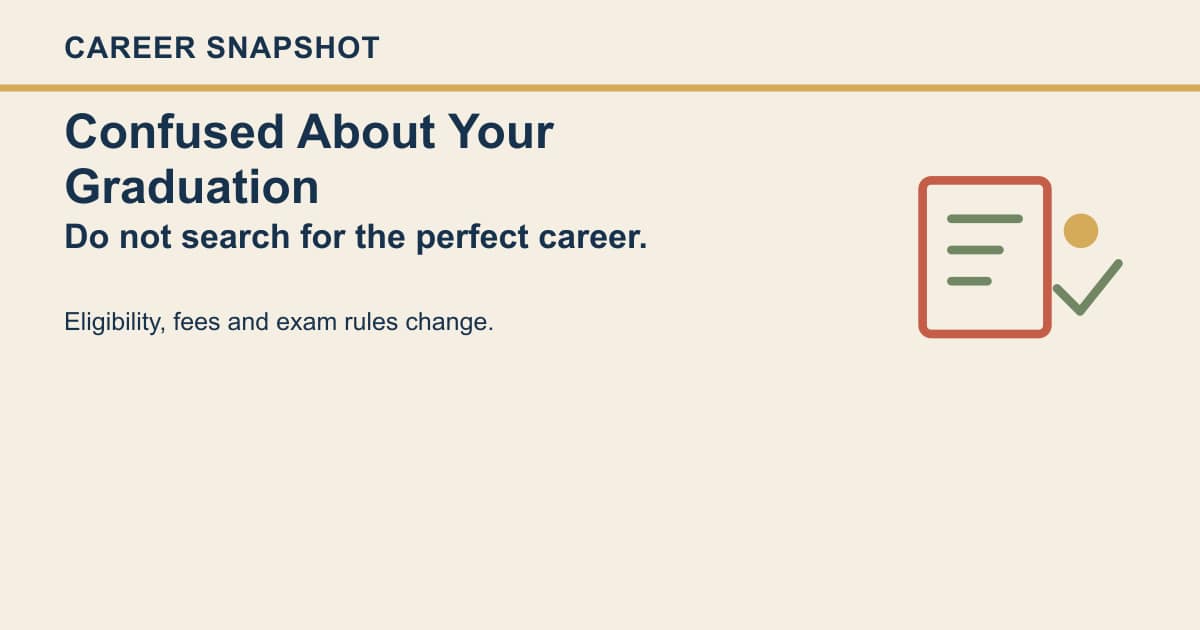 CAREER SNAPSHOT
Confused About Your
Graduation
Do not search for the perfect career.
Eligibility, fees and exam rules change.